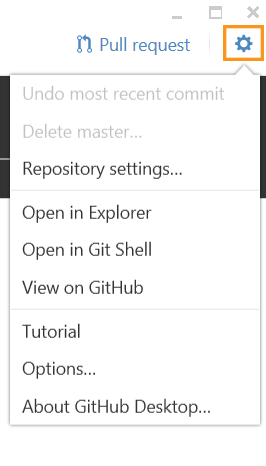 Pull request
Undo most recent commit
Delete master...
Repository settings...
Open in Explorer
Open in Git Shell
View on GitHub
Tutorial
Options...
About GitHub Desktop...